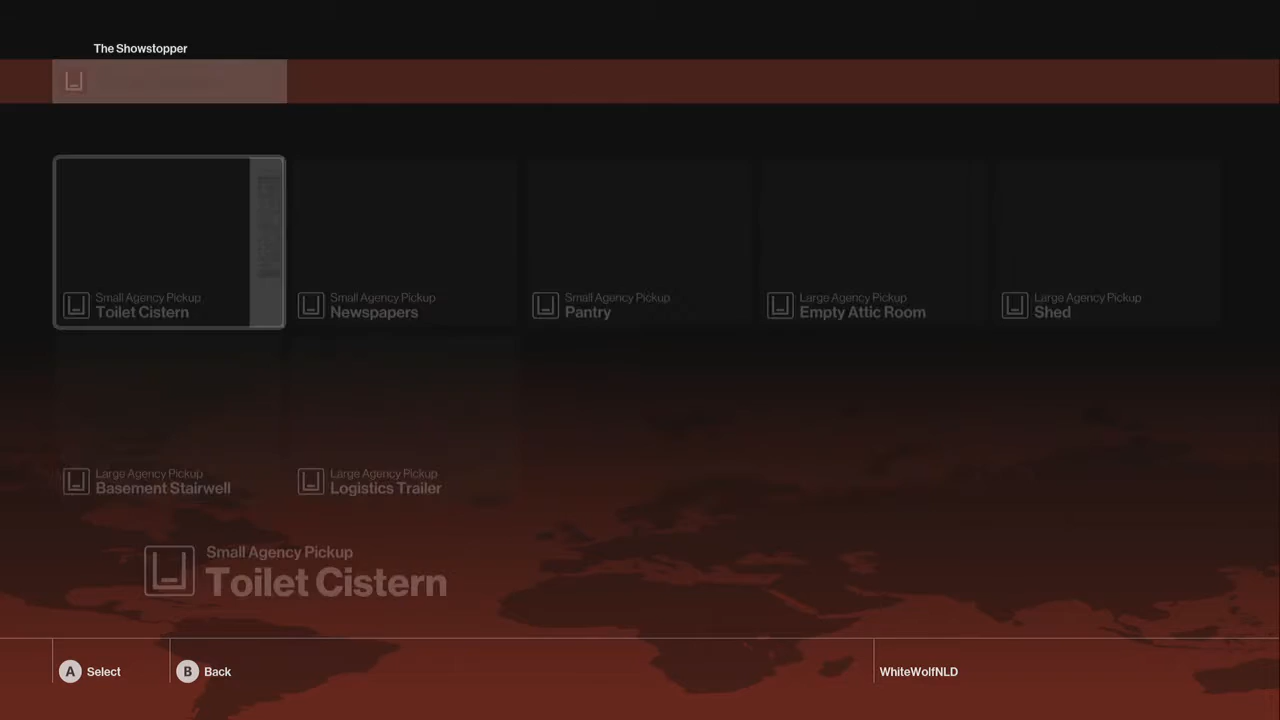 The Showstopper
Small Agency Pickup
Toilet Cistern
Small Agency Pickup
Newspapers
Small Agency Pickup
Pantry
Large Agency Pickup
Empty Attic Room
Large Agency Pickup
Shed
Large Agency Pickup
Basement Stairwell
Large Agency Pickup
Logistics Trailer
Small Agency Pickup
Toilet Cistern
A Select
B Back
WhiteWolfNLD